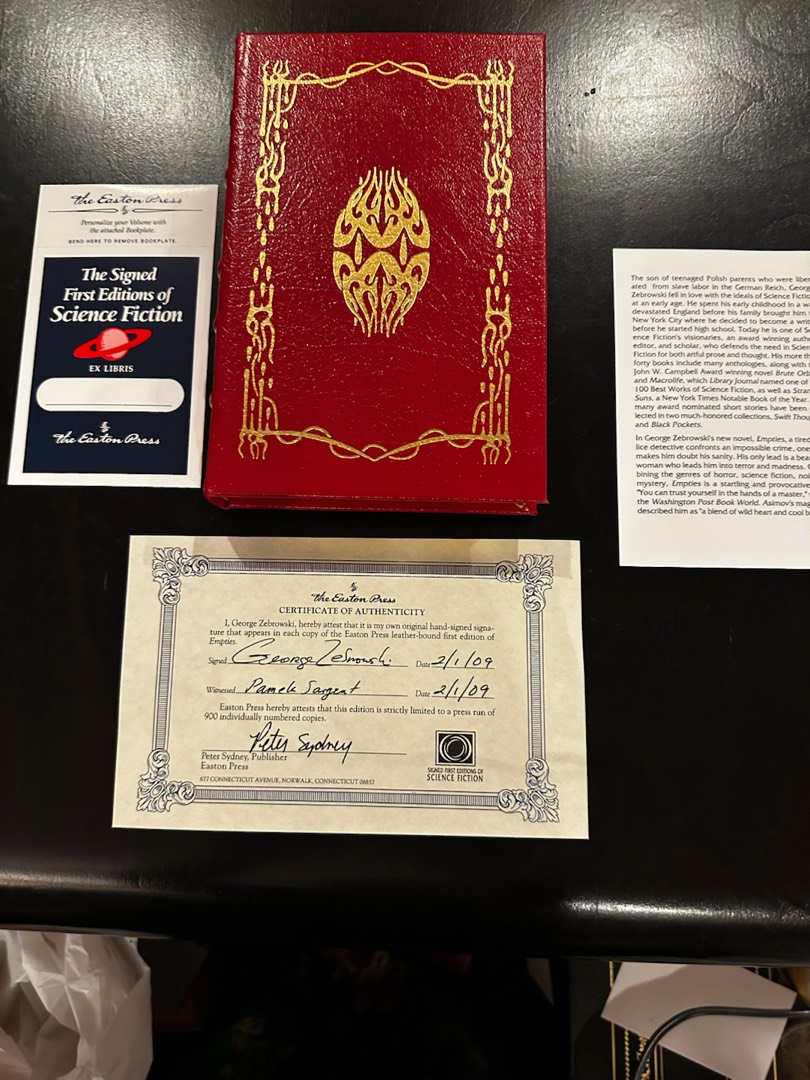 the Easton Press
Personalize your Volume with
the attached Bookplate.
BEND HERE TO REMOVE BOOKPLATE.
The Signed
First Editions of
Science Fiction
EX LIBRIS
the Easton Press
The son of teenaged Polish parents who were liber
ated from slave labor in the German Reich, Georg
Zebrowski fell in love with the ideals of Science Fictio
at an early age. He spent his early childhood in a wa
devastated England before his family brought him t
New York City where he decided to become a writ
before he started high school. Today he is one of Sc
ence Fiction's visionaries, an award winning autho
editor, and scholar, who defends the need in Scien
Fiction for both artful prose and thought. His more th
forty books include many anthologies, along with t
John W. Campbell Award winning novel Brute Orb
and Macrolife, which Library Journal named one of
100 Best Works of Science Fiction, as well as Stran
Suns, a New York Times Notable Book of the Year.
many award nominated short stories have been
lected in two much-honored collections, Swift Thou
and Black Pockets.
In George Zebrowski's new novel, Empties, a tired
lice detective confronts an impossible crime, one
makes him doubt his sanity. His only lead is a bea
woman who leads him into terror and madness. C
bining the genres of horror, science fiction, noi
mystery, Empties is a startling and provocative
"You can trust yourself in the hands of a master,"
the Washington Post Book World. Asimov's mag
described him as "a blend of wild heart and cool b
the Easton Press
CERTIFICATE OF AUTHENTICITY
I, George Zebrowski, hereby attest that it is my own original hand-signed signa-
ture that appears in each copy of the Easton Press leather-bound first edition of
Empties.
Signed George Zebrowski Date 2/1/09
Witnessed Pamela Sargent Date 2/1/09
Easton Press hereby attests that this edition is strictly limited to a press run of
900 individually numbered copies.
Peter Sydney
Peter Sydney, Publisher
Easton Press
677 CONNECTICUT AVENUE, NORWALK, CONNECTICUT 06857
SIGNED FIRST EDITIONS OF
SCIENCE FICTION